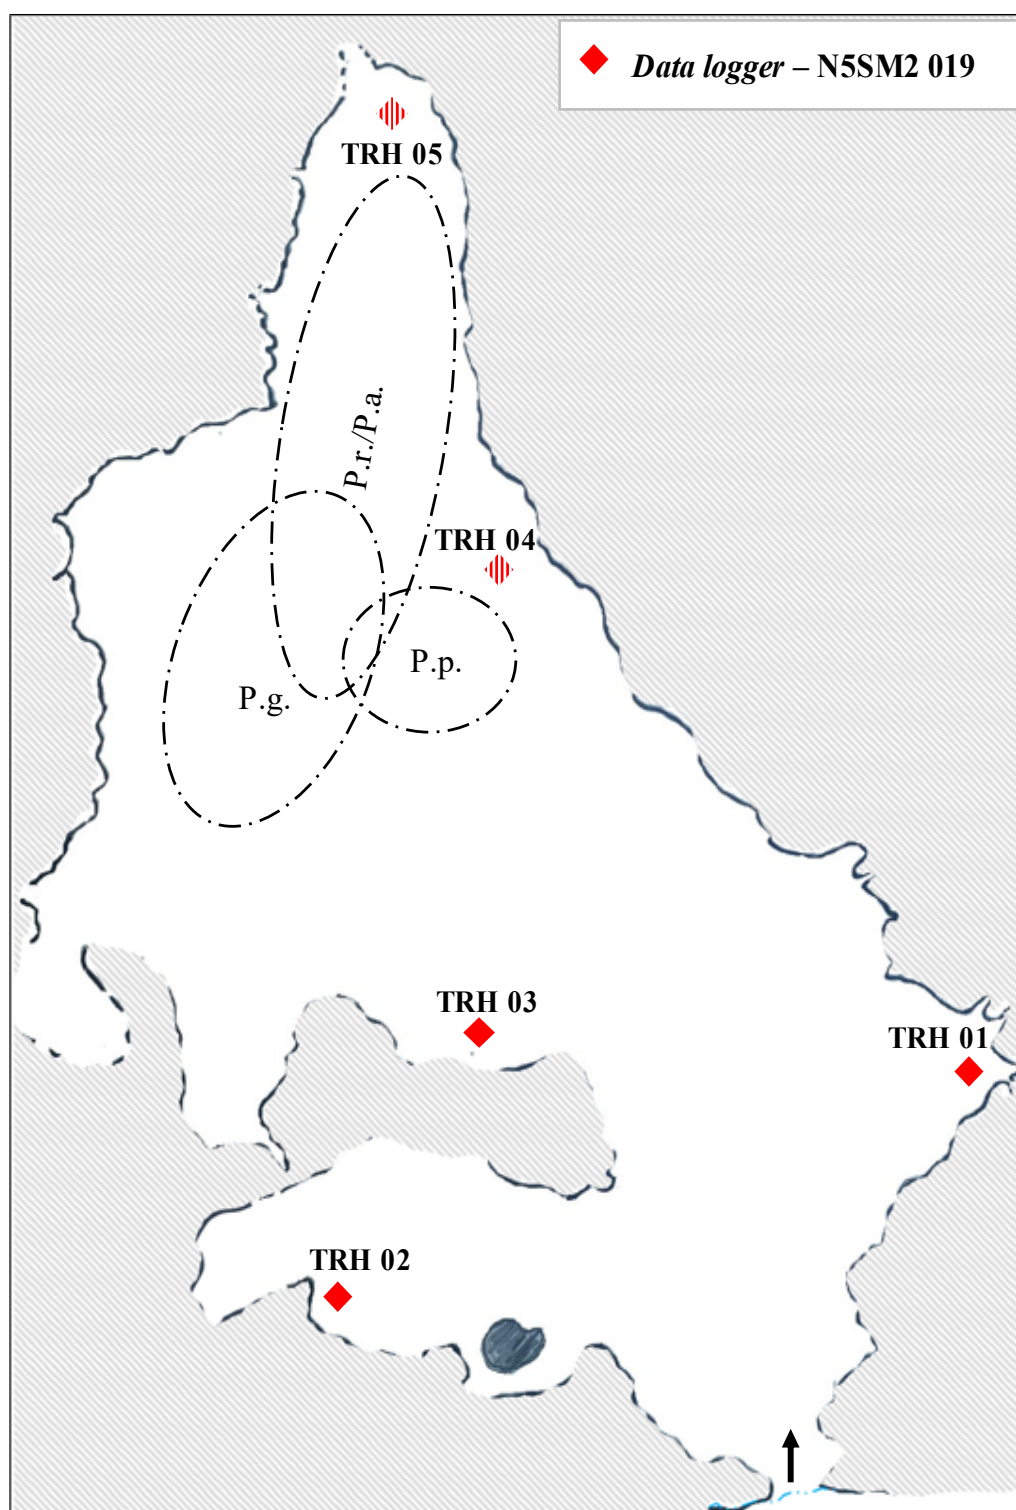 Data logger – N5SM2 019
TRH 05
P.r./P.a.
TRH 04
P.p.
P.g.
TRH 03
TRH 01
TRH 02